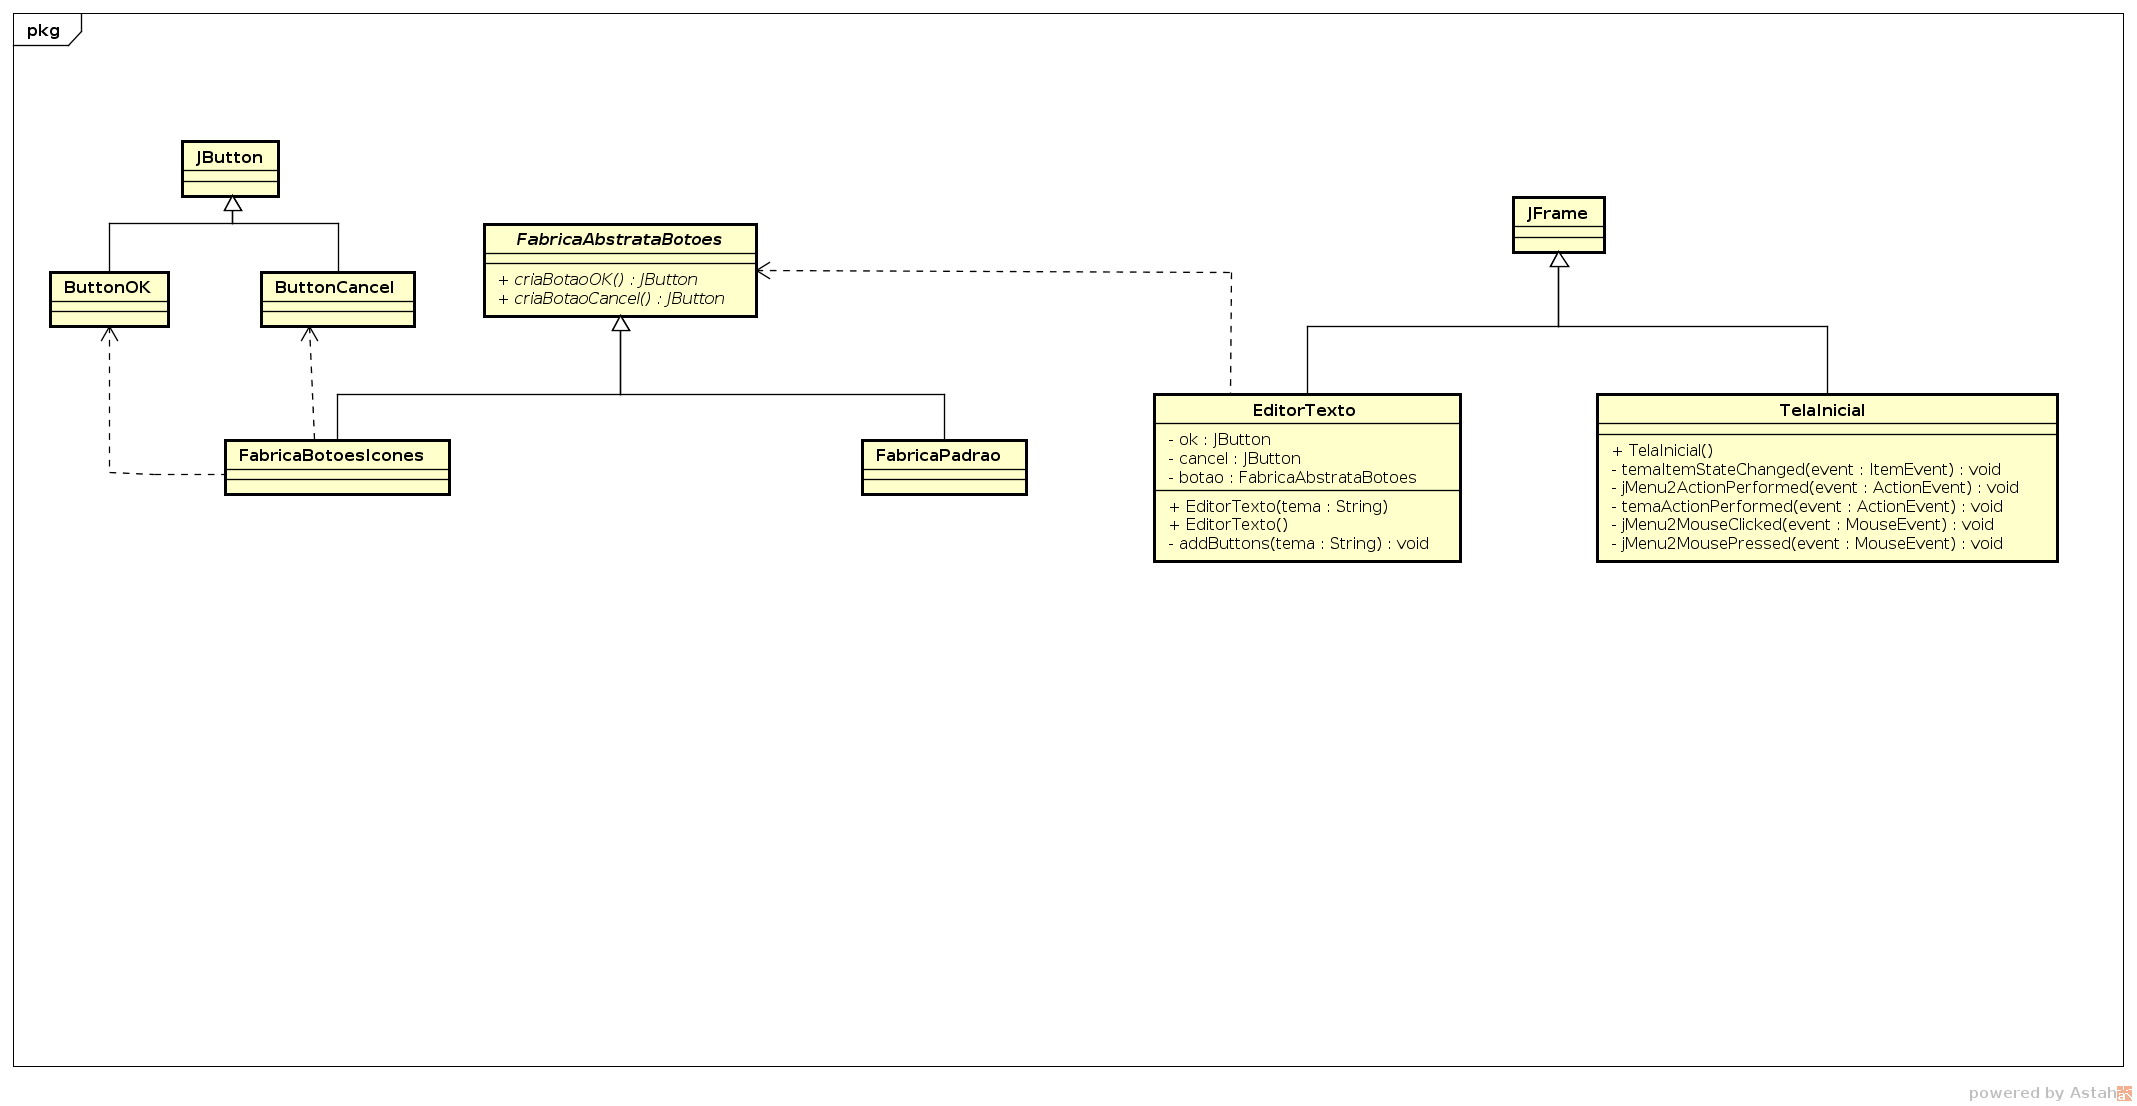 pkg
JButton
ButtonOK
ButtonCancel
FabricaAbstrataBotoes
+ criaBotaoOK() : JButton
+ criaBotaoCancel() : JButton
FabricaBotoesIcones
FabricaPadrao
JFrame
EditorTexto
- ok : JButton
- cancel : JButton
- botao : FabricaAbstrataBotoes
+ EditorTexto(tema : String)
+ EditorTexto()
- addButtons(tema : String) : void
TelaInicial
+ TelaInicial()
- temaItemStateChanged(event : ItemEvent) : void
- jMenu2ActionPerformed(event : ActionEvent) : void
- temaActionPerformed(event : ActionEvent) : void
- jMenu2MouseClicked(event : MouseEvent) : void
- jMenu2MousePressed(event : MouseEvent) : void
powered by Astah